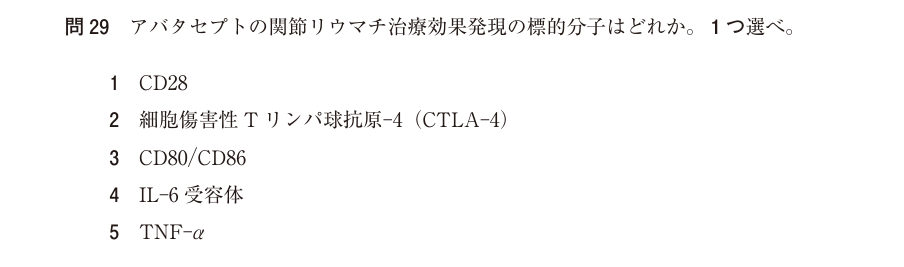 問29 アバタセプトの関節リウマチ治療効果発現の標的分子はどれか。1つ選べ。
1 CD28
2 細胞傷害性Tリンパ球抗原-4（CTLA-4）
3 CD80/CD86
4 IL-6受容体
5 TNF-α